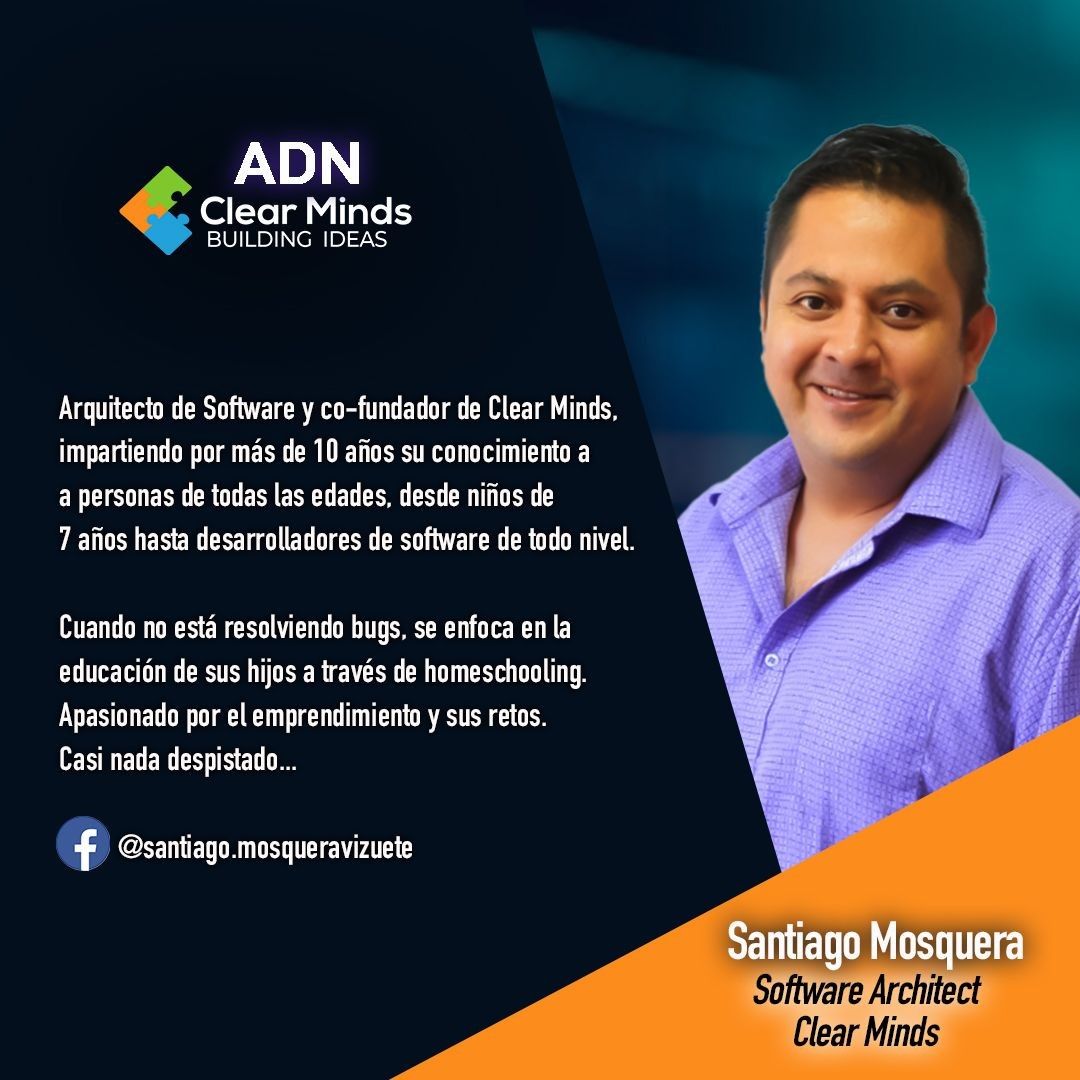 ADN
Clear Minds
BUILDING IDEAS
Arquitecto de Software y co-fundador de Clear Minds,
impartiendo por más de 10 años su conocimiento a
a personas de todas las edades, desde niños de
7 años hasta desarrolladores de software de todo nivel.
Cuando no está resolviendo bugs, se enfoca en la
educación de sus hijos a través de homeschooling.
Apasionado por el emprendimiento y sus retos.
Casi nada despistado...
f @santiago.mosqueravizuete
Santiago Mosquera
Software Architect
Clear Minds